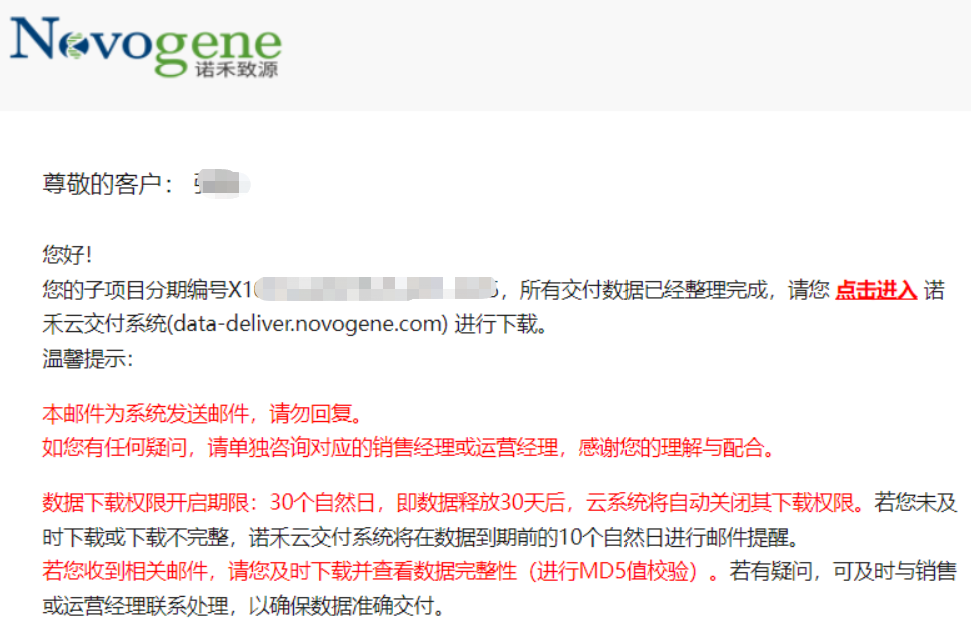 Novogene
诺禾致源
尊敬的客户：
您好！
您的子项目分期编号X1 5，所有交付数据已经整理完成，请您 点击进入 诺
禾云交付系统(data-deliver.novogene.com) 进行下载。
温馨提示：
本邮件为系统发送邮件，请勿回复。
如您有任何疑问，请单独咨询对应的销售经理或运营经理，感谢您的理解与配合。
数据下载权限开启期限：30个自然日，即数据释放30天后，云系统将自动关闭其下载权限。若您未及
时下载或下载不完整，诺禾云交付系统将在数据到期前的10个自然日进行邮件提醒。
若您收到相关邮件，请您及时下载并查看数据完整性（进行MD5值校验）。若有疑问，可及时与销售
或运营经理联系处理，以确保数据准确交付。